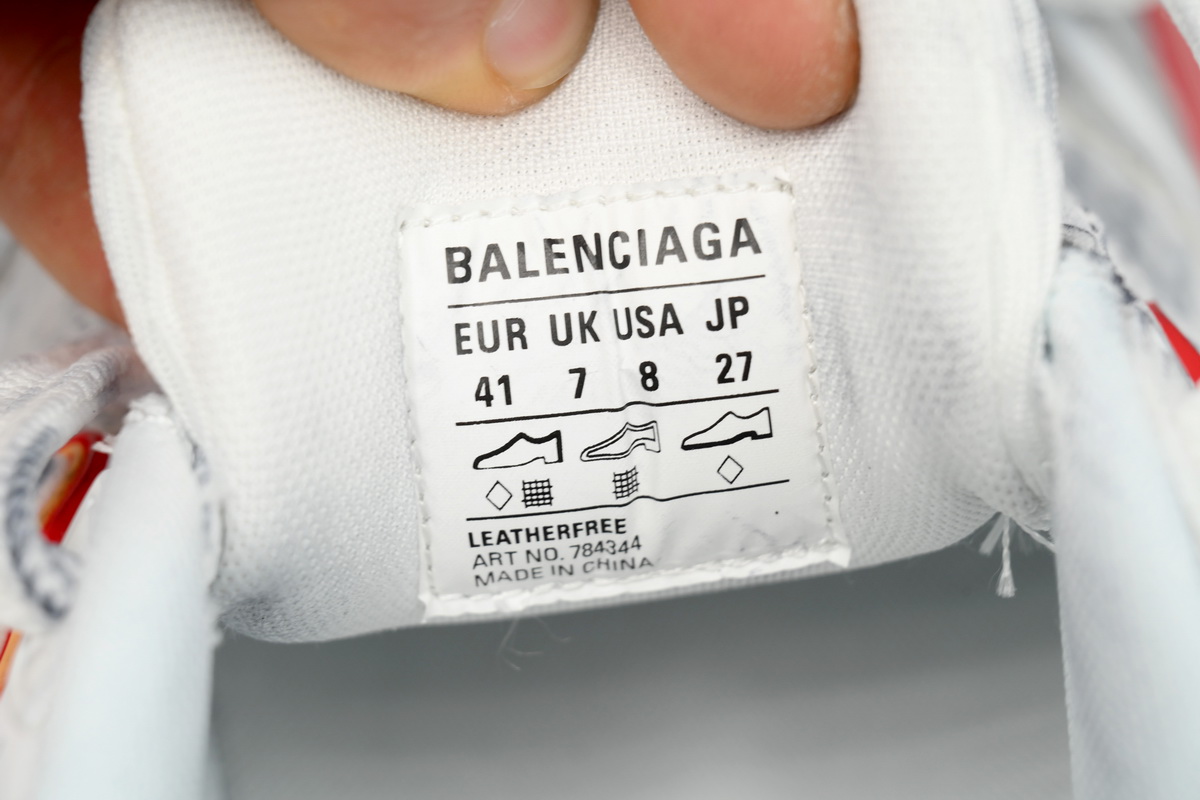 BALENCIAGA
EUR UK USA JP
41 7 8 27
LEATHERFREE
ART NO. 784344
MADE IN CHINA